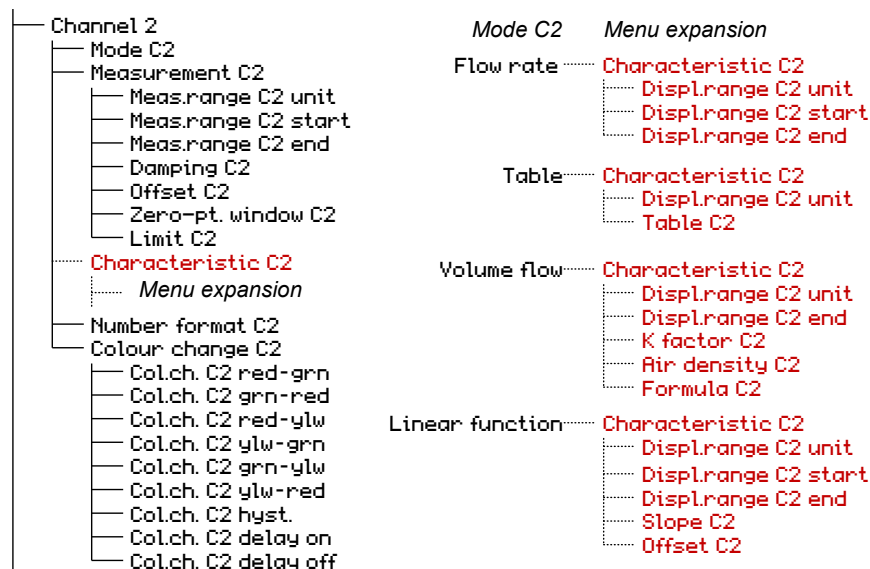 Channel 2
Mode C2
Measurement C2
Meas.range C2 unit
Meas.range C2 start
Meas.range C2 end
Damping C2
Offset C2
Zero-pt. window C2
Limit C2
Characteristic C2
Menu expansion
Number format C2
Colour change C2
Col.ch. C2 red-grn
Col.ch. C2 grn-red
Col.ch. C2 red-ylw
Col.ch. C2 ylw-grn
Col.ch. C2 grn-ylw
Col.ch. C2 ylw-red
Col.ch. C2 hyst.
Col.ch. C2 delay on
Col.ch. C2 delay off
Mode C2 Menu expansion
Flow rate Characteristic C2
Displ.range C2 unit
Displ.range C2 start
Displ.range C2 end
Table Characteristic C2
Displ.range C2 unit
Table C2
Volume flow Characteristic C2
Displ.range C2 unit
Displ.range C2 end
K factor C2
Air density C2
Formula C2
Linear function Characteristic C2
Displ.range C2 unit
Displ.range C2 start
Displ.range C2 end
Slope C2
Offset C2